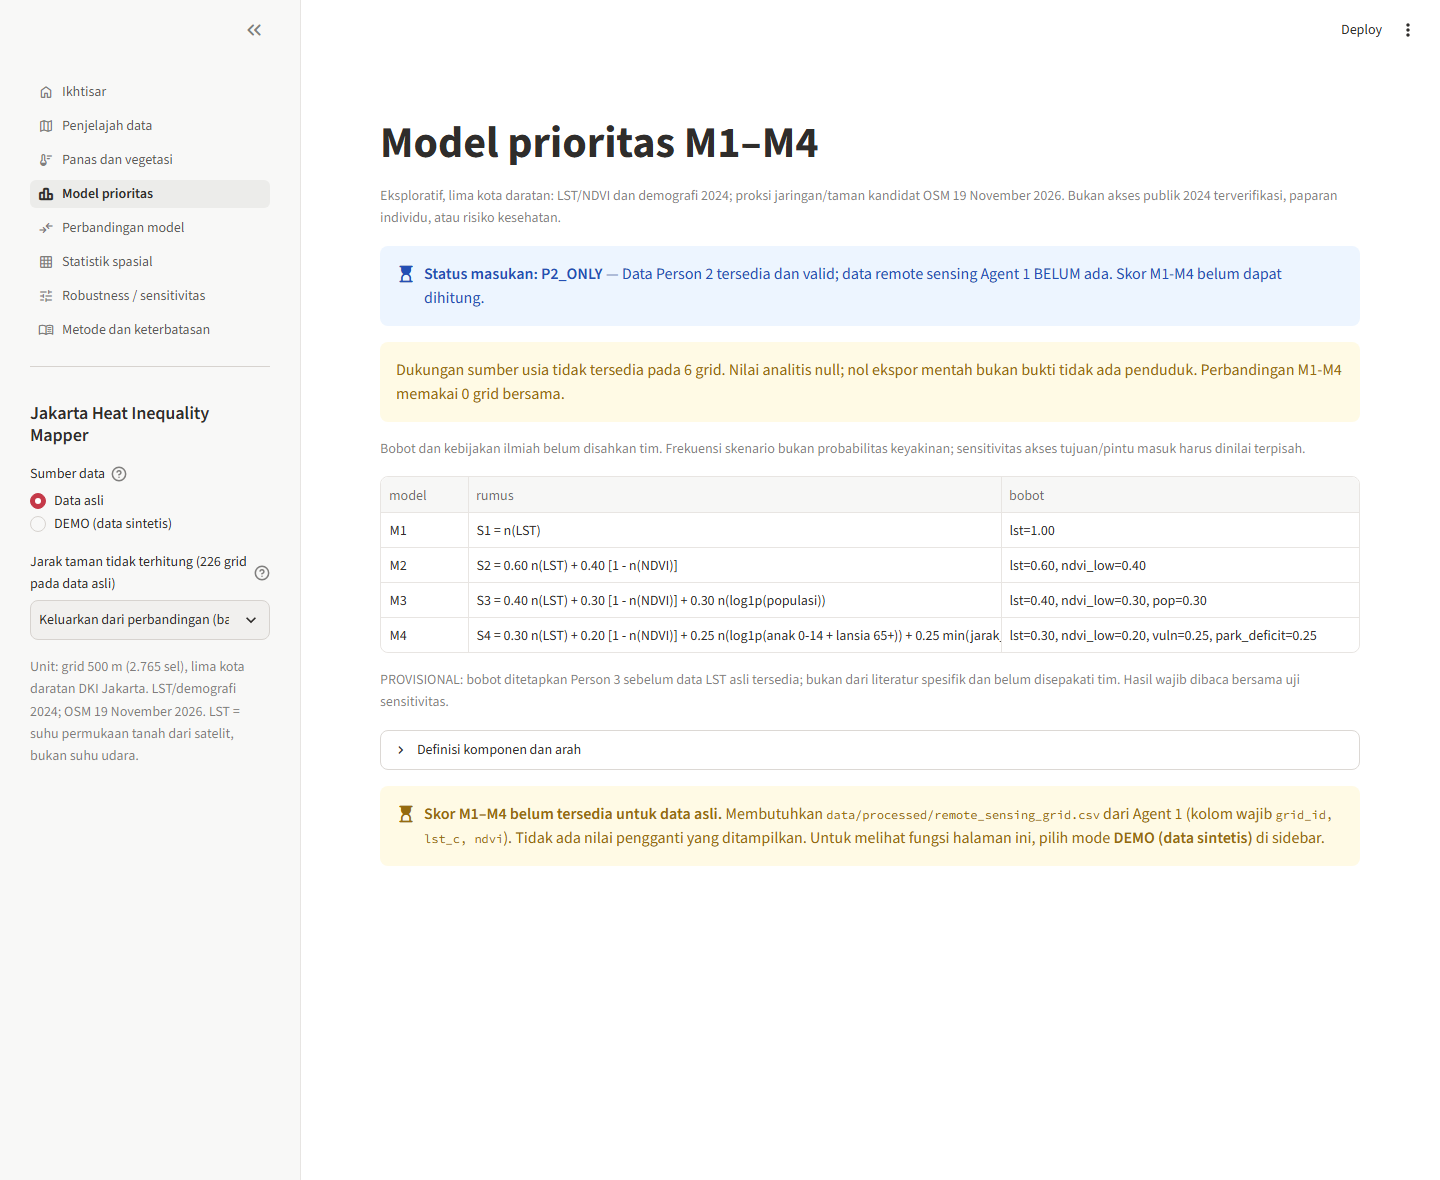 Deploy
Ikhtisar
Penjelajah data
Panas dan vegetasi
Model prioritas
Perbandingan model
Statistik spasial
Robustness / sensitivitas
Metode dan keterbatasan
Jakarta Heat Inequality
Mapper
Sumber data
Data asli
DEMO (data sintetis)
Jarak taman tidak terhitung (226 grid
pada data asli)
Keluarkan dari perbandingan (ba
Unit: grid 500 m (2.765 sel), lima kota
daratan DKI Jakarta. LST/demografi
2024; OSM 19 November 2026. LST =
suhu permukaan tanah dari satelit,
bukan suhu udara.
Model prioritas M1–M4
Eksploratif, lima kota daratan: LST/NDVI dan demografi 2024; proksi jaringan/taman kandidat OSM 19 November 2026. Bukan akses publik 2024 terverifikasi, paparan
individu, atau risiko kesehatan.
Status masukan: P2_ONLY — Data Person 2 tersedia dan valid; data remote sensing Agent 1 BELUM ada. Skor M1-M4 belum dapat
dihitung.
Dukungan sumber usia tidak tersedia pada 6 grid. Nilai analitis null; nol ekspor mentah bukan bukti tidak ada penduduk. Perbandingan M1-M4
memakai 0 grid bersama.
Bobot dan kebijakan ilmiah belum disahkan tim. Frekuensi skenario bukan probabilitas keyakinan; sensitivitas akses tujuan/pintu masuk harus dinilai terpisah.
model rumus bobot
M1 S1 = n(LST) lst=1.00
M2 S2 = 0.60 n(LST) + 0.40 [1 - n(NDVI)] lst=0.60, ndvi_low=0.40
M3 S3 = 0.40 n(LST) + 0.30 [1 - n(NDVI)] + 0.30 n(log1p(populasi)) lst=0.40, ndvi_low=0.30, pop=0.30
M4 S4 = 0.30 n(LST) + 0.20 [1 - n(NDVI)] + 0.25 n(log1p(anak 0-14 + lansia 65+)) + 0.25 min(jarak_ lst=0.30, ndvi_low=0.20, vuln=0.25, park_deficit=0.25
PROVISIONAL: bobot ditetapkan Person 3 sebelum data LST asli tersedia; bukan dari literatur spesifik dan belum disepakati tim. Hasil wajib dibaca bersama uji
sensitivitas.
Definisi komponen dan arah
Skor M1–M4 belum tersedia untuk data asli. Membutuhkan data/processed/remote_sensing_grid.csv dari Agent 1 (kolom wajib grid_id,
lst_c, ndvi). Tidak ada nilai pengganti yang ditampilkan. Untuk melihat fungsi halaman ini, pilih mode DEMO (data sintetis) di sidebar.